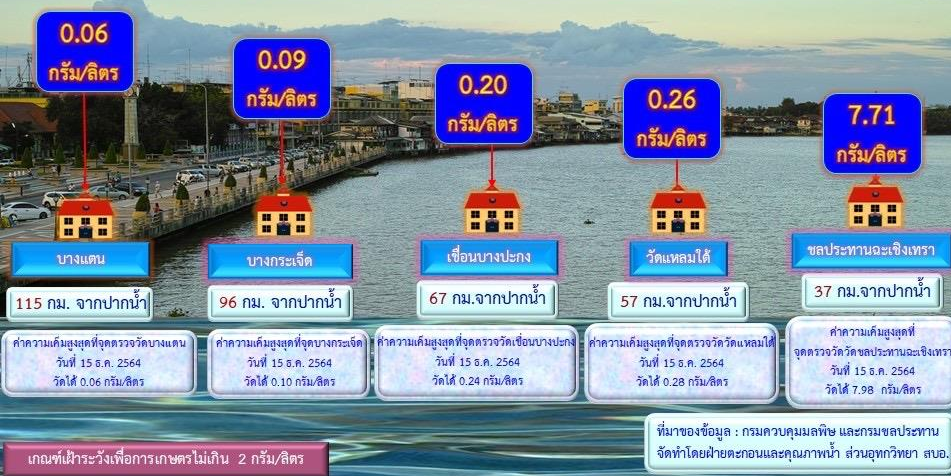 0.06
กรัม/ลิตร
0.09
กรัม/ลิตร
0.20
กรัม/ลิตร
0.26
กรัม/ลิตร
7.71
กรัม/ลิตร
บางแตน
บางกระเจ็ด
เขื่อนบางปะกง
วัดแหลมใต้
ชลประทานฉะเชิงเทรา
115 กม. จากปากน้ำ
96 กม. จากปากน้ำ
67 กม.จากปากน้ำ
57 กม.จากปากน้ำ
37 กม.จากปากน้ำ
ค่าความเค็มสูงสุดที่จุดตรวจวัดบางแตน
วันที่ 15 ธ.ค. 2564
วัดได้ 0.06 กรัม/ลิตร
ค่าความเค็มสูงสุดที่จุดบางกระเจ็ด
วันที่ 15 ธ.ค. 2564
วัดได้ 0.10 กรัม/ลิตร
ค่าความเค็มสูงสุดที่จุดตรวจวัดเขื่อนบางปะกง
วันที่ 15 ธ.ค. 2564
วัดได้ 0.24 กรัม/ลิตร
ค่าความเค็มสูงสุดที่จุดตรวจวัดวัดแหลมใต้
วันที่ 15 ธ.ค. 2564
วัดได้ 0.28 กรัม/ลิตร
ค่าความเค็มสูงสุดที่
จุดตรวจวัดวัดชลประทานฉะเชิงเทรา
วันที่ 15 ธ.ค. 2564
วัดได้ 7.98 กรัม/ลิตร
เกณฑ์เฝ้าระวังเพื่อการเกษตรไม่เกิน 2 กรัม/ลิตร
ที่มาของข้อมูล : กรมควบคุมมลพิษ และกรมชลประทาน
จัดทำโดยฝ่ายตะกอนและคุณภาพน้ำ ส่วนอุทกวิทยา สบอ.